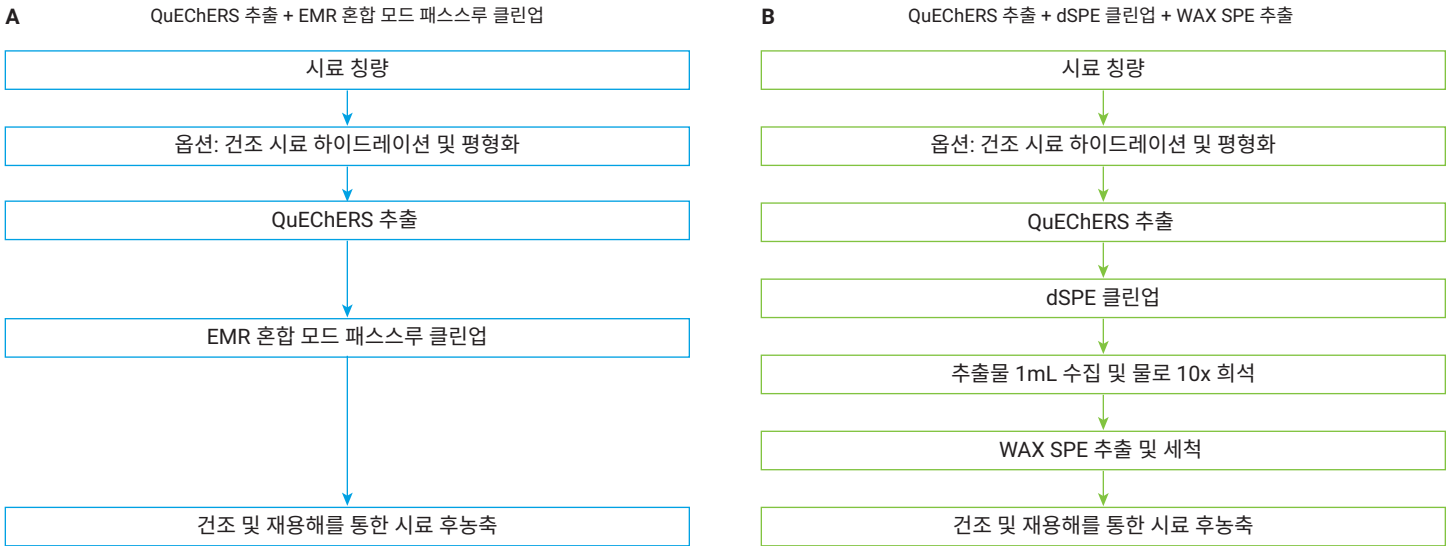 A
QuEChERS 추출 + EMR 혼합 모드 패스스루 클린업
시료 칭량
옵션: 건조 시료 하이드레이션 및 평형화
QuEChERS 추출
EMR 혼합 모드 패스스루 클린업
건조 및 재용해를 통한 시료 후농축
B
QuEChERS 추출 + dSPE 클린업 + WAX SPE 추출
시료 칭량
옵션: 건조 시료 하이드레이션 및 평형화
QuEChERS 추출
dSPE 클린업
추출물 1mL 수집 및 물로 10x 희석
WAX SPE 추출 및 세척
건조 및 재용해를 통한 시료 후농축